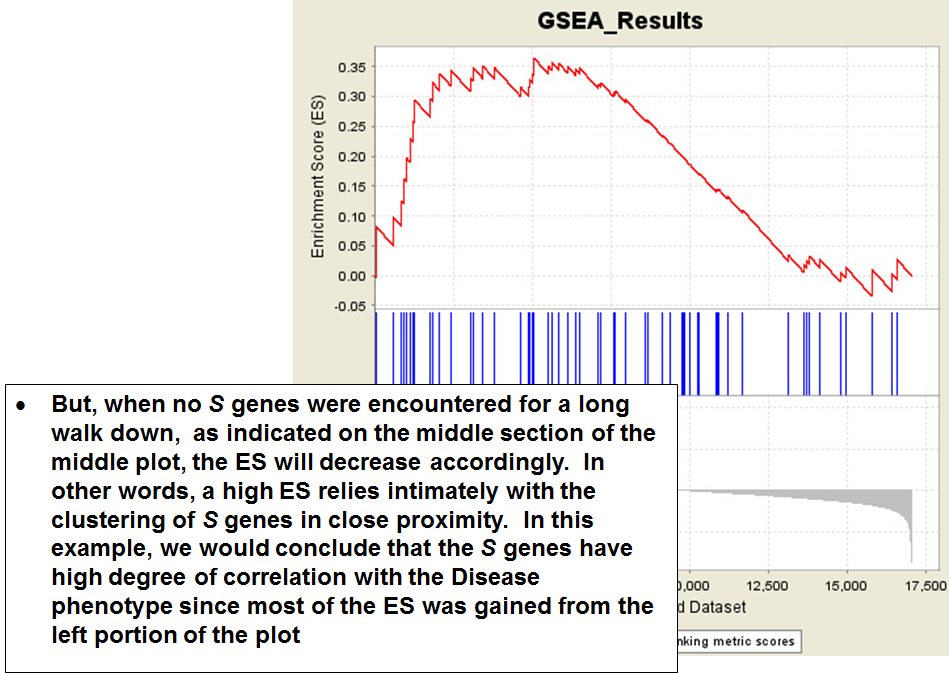 GSEA_Results
Enrichment Score (ES)
0.35
0.30
0.25
0.20
0.15
0.10
0.05
0.00
-0.05
• But, when no S genes were encountered for a long
walk down, as indicated on the middle section of the
middle plot, the ES will decrease accordingly. In
other words, a high ES relies intimately with the
clustering of S genes in close proximity. In this
example, we would conclude that the S genes have
high degree of correlation with the Disease
phenotype since most of the ES was gained from the
left portion of the plot
0,000 12,500 15,000 17,500
d Dataset
nking metric scores